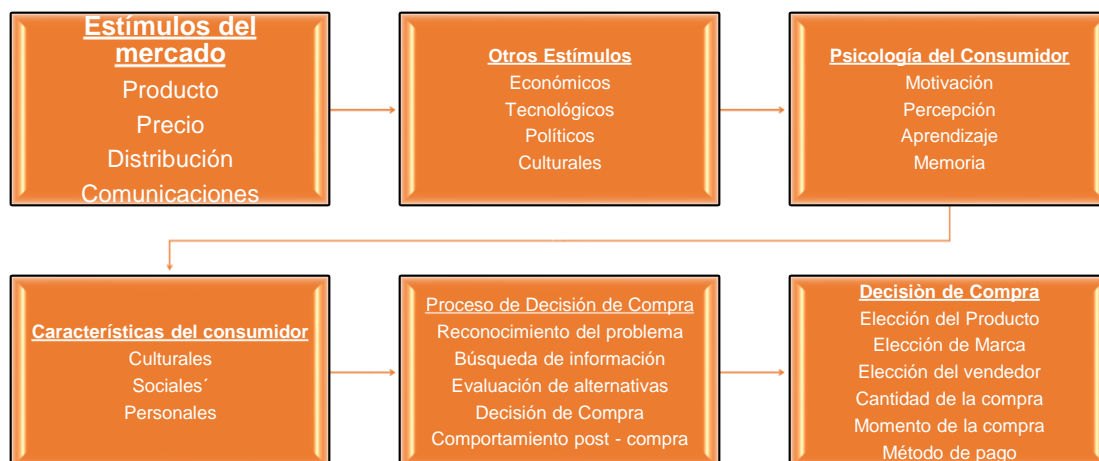 Estímulos del
mercado
Producto
Precio
Distribución
Comunicaciones
Otros Estímulos
Económicos
Tecnológicos
Políticos
Culturales
Psicología del Consumidor
Motivación
Percepción
Aprendizaje
Memoria
Características del consumidor
Culturales
Sociales´
Personales
Proceso de Decisión de Compra
Reconocimiento del problema
Búsqueda de información
Evaluación de alternativas
Decisión de Compra
Comportamiento post - compra
Decisiòn de Compra
Elección del Producto
Elección de Marca
Elección del vendedor
Cantidad de la compra
Momento de la compra
Método de pago